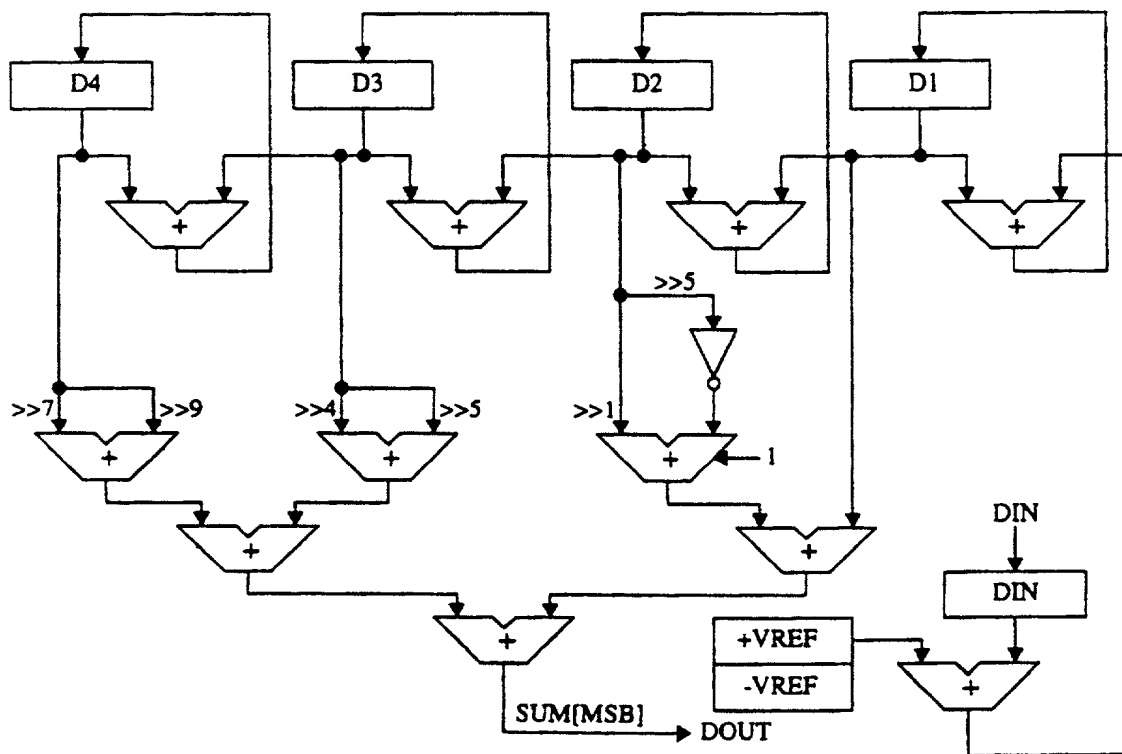 D4 D3 D2 D1
+ + + +
>>5
>>7 >>9 >>4 >>5 >>1
+ + + 1
DIN
+ +
DIN
+VREF
+
-VREF
+
SUM[MSB] DOUT